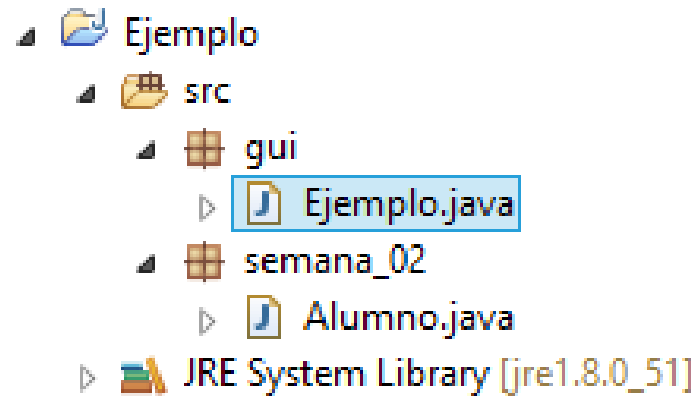 Ejemplo
src
gui
Ejemplo.java
semana_02
Alumno.java
JRE System Library [jre1.8.0_51]